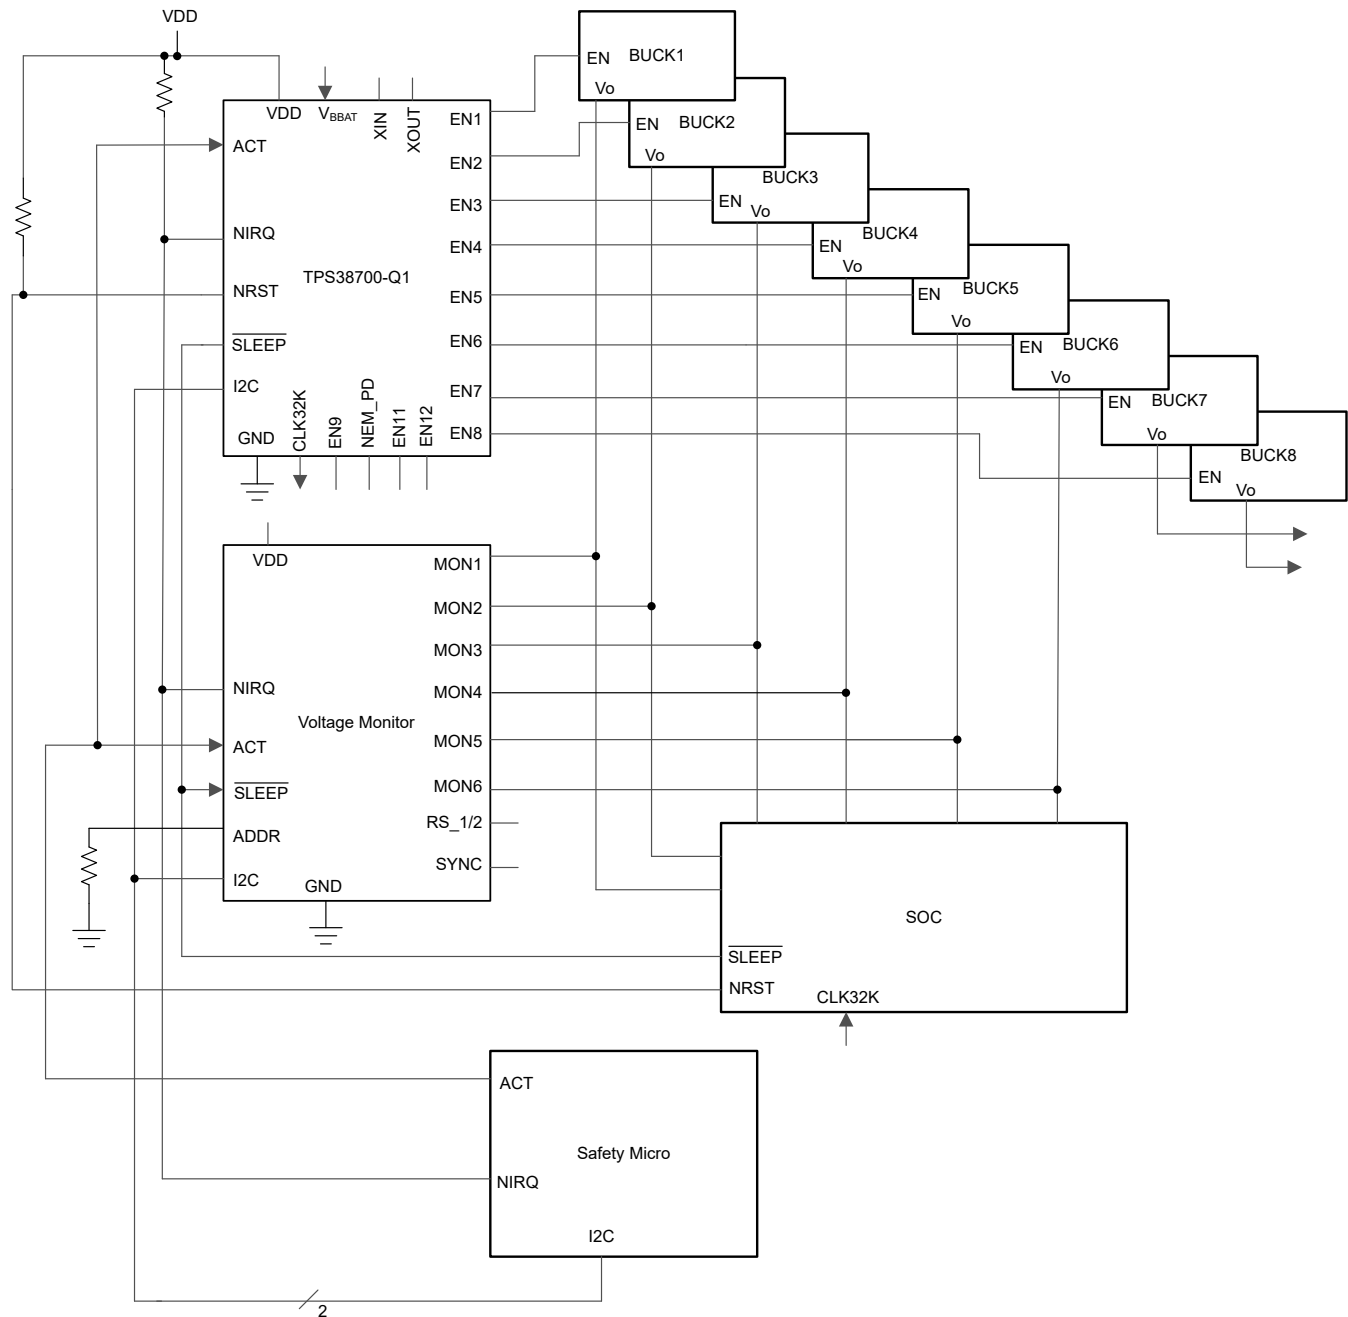 VDD
VDD
VBBAT
XIN
XOUT
ACT
NIRQ
NRST
SLEEP
I2C
GND
TPS38700-Q1
CLK32K
EN9
NEM_PD
EN11
EN12
EN1
EN2
EN3
EN4
EN5
EN6
EN7
EN8
EN
BUCK1
Vo
EN
BUCK2
Vo
BUCK3
EN
Vo
BUCK4
EN
Vo
BUCK5
EN
Vo
BUCK6
EN
Vo
BUCK7
EN
Vo
BUCK8
EN
Vo
VDD
NIRQ
Voltage Monitor
ACT
SLEEP
ADDR
I2C
GND
MON1
MON2
MON3
MON4
MON5
MON6
RS_1/2
SYNC
SOC
SLEEP
NRST
CLK32K
ACT
Safety Micro
NIRQ
I2C
2